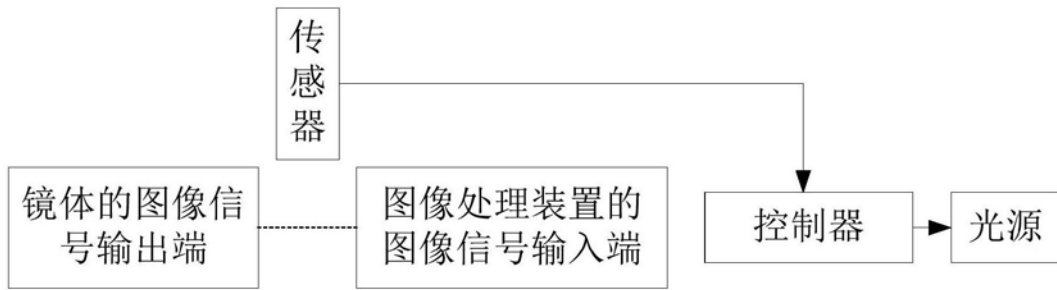 传
感
器
镜体的图像信
号输出端
图像处理装置的
图像信号输入端
控制器
光源